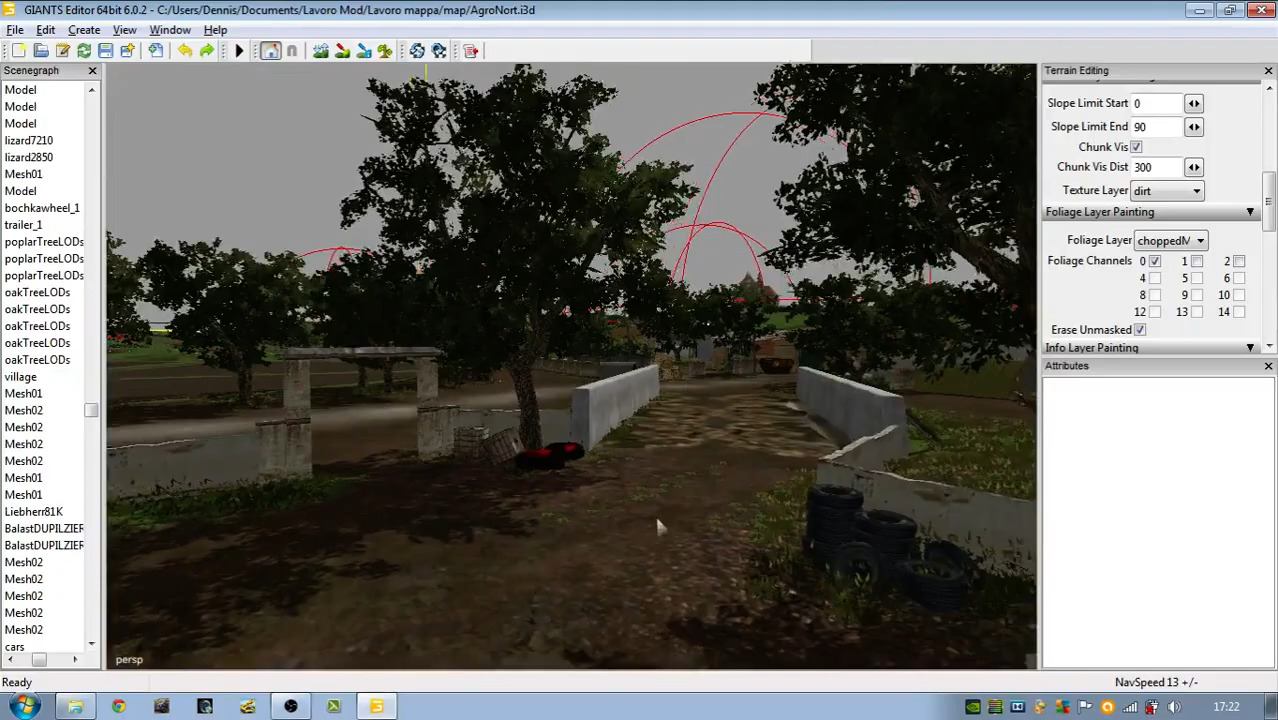 GIANTS Editor 64bit 6.0.2 - C:/Users/Dennis/Documents/Lavoro Mod/Lavoro mappa/map/AgroNort.i3d
File Edit Create View Window Help
Scenegraph
Model
Model
Model
lizard7210
lizard2850
Mesh01
Model
bochkawheel_1
trailer_1
poplarTreeLODs
poplarTreeLODs
poplarTreeLODs
oakTreeLODs
oakTreeLODs
oakTreeLODs
oakTreeLODs
oakTreeLODs
village
Mesh01
Mesh02
Mesh02
Mesh02
Mesh02
Mesh01
Mesh01
Liebherr81K
BalastDUPILZIER
BalastDUPILZIER
Mesh02
Mesh02
Mesh02
Mesh02
Mesh02
cars
persp
Terrain Editing
Slope Limit Start 0
Slope Limit End 90
Chunk Vis
Chunk Vis Dist 300
Texture Layer dirt
Foliage Layer Painting
Foliage Layer choppedM
Foliage Channels 0 1 2
4 5 6
8 9 10
12 13 14
Erase Unmasked
Info Layer Painting
Attributes
Ready
NavSpeed 13 +/-
17:22